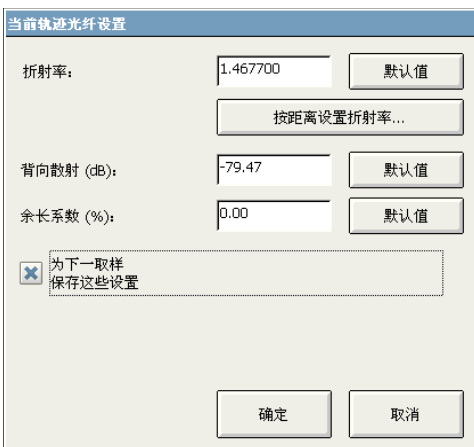 当前轨迹光纤设置
折射率： 1.467700 默认值
按距离设置折射率...
背向散射 (dB)： -79.47 默认值
余长系数 (%)： 0.00 默认值
为下一取样
保存这些设置
确定 取消